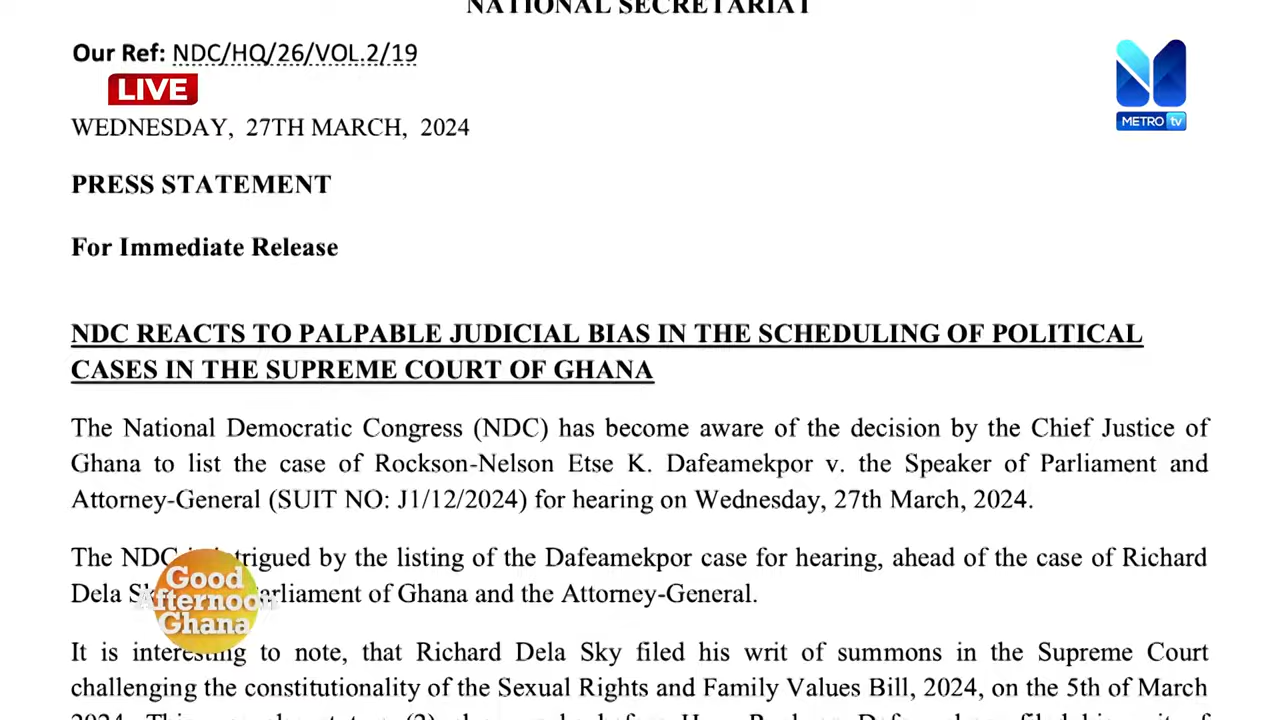 NATIONAL SECRETARIAT
Our Ref: NDC/HQ/26/VOL.2/19
LIVE
METRO tv
WEDNESDAY, 27TH MARCH, 2024
PRESS STATEMENT
For Immediate Release
NDC REACTS TO PALPABLE JUDICIAL BIAS IN THE SCHEDULING OF POLITICAL
CASES IN THE SUPREME COURT OF GHANA
The National Democratic Congress (NDC) has become aware of the decision by the Chief Justice of
Ghana to list the case of Rockson-Nelson Etse K. Dafeamekpor v. the Speaker of Parliament and
Attorney-General (SUIT NO: J1/12/2024) for hearing on Wednesday, 27th March, 2024.
The NDC intrigued by the listing of the Dafeamekpor case for hearing, ahead of the case of Richard
Dela Parliament of Ghana and the Attorney-General.
Good
Afternoon
Ghana
It is interesting to note, that Richard Dela Sky filed his writ of summons in the Supreme Court
challenging the constitutionality of the Sexual Rights and Family Values Bill, 2024, on the 5th of March